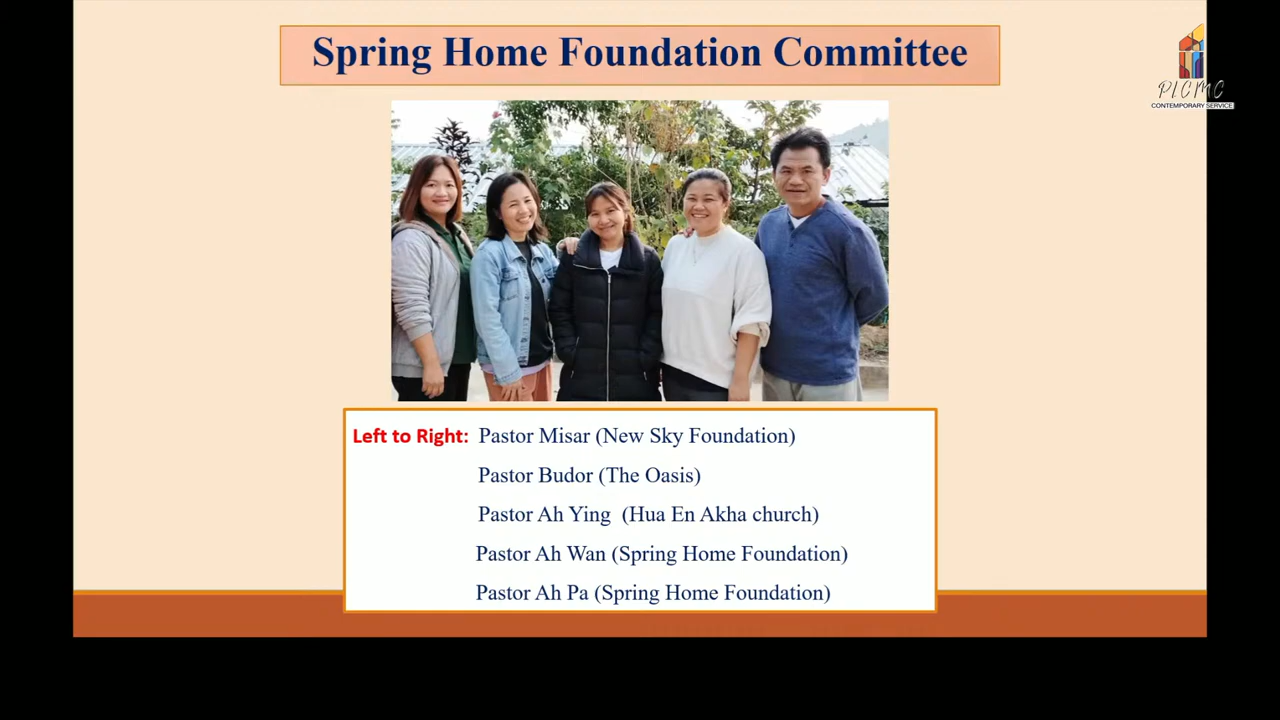 Spring Home Foundation Committee
PLCMC
CONTEMPORARY SERVICE
Left to Right: Pastor Misar (New Sky Foundation)
Pastor Budor (The Oasis)
Pastor Ah Ying (Hua En Akha church)
Pastor Ah Wan (Spring Home Foundation)
Pastor Ah Pa (Spring Home Foundation)